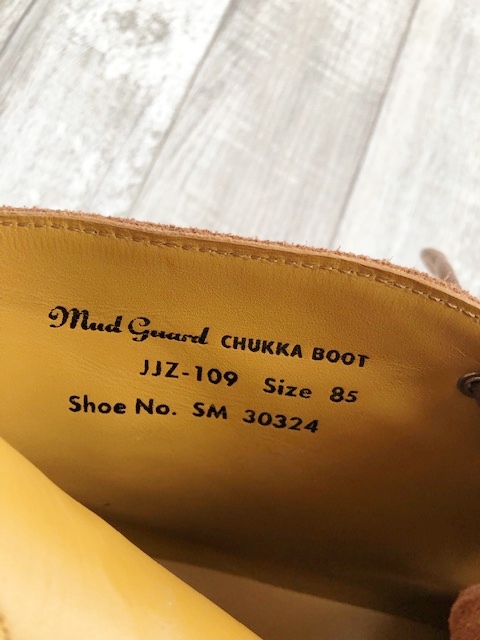 Mud Guard CHUKKA BOOT
JJZ-109 Size 85
Shoe No. SM 30324